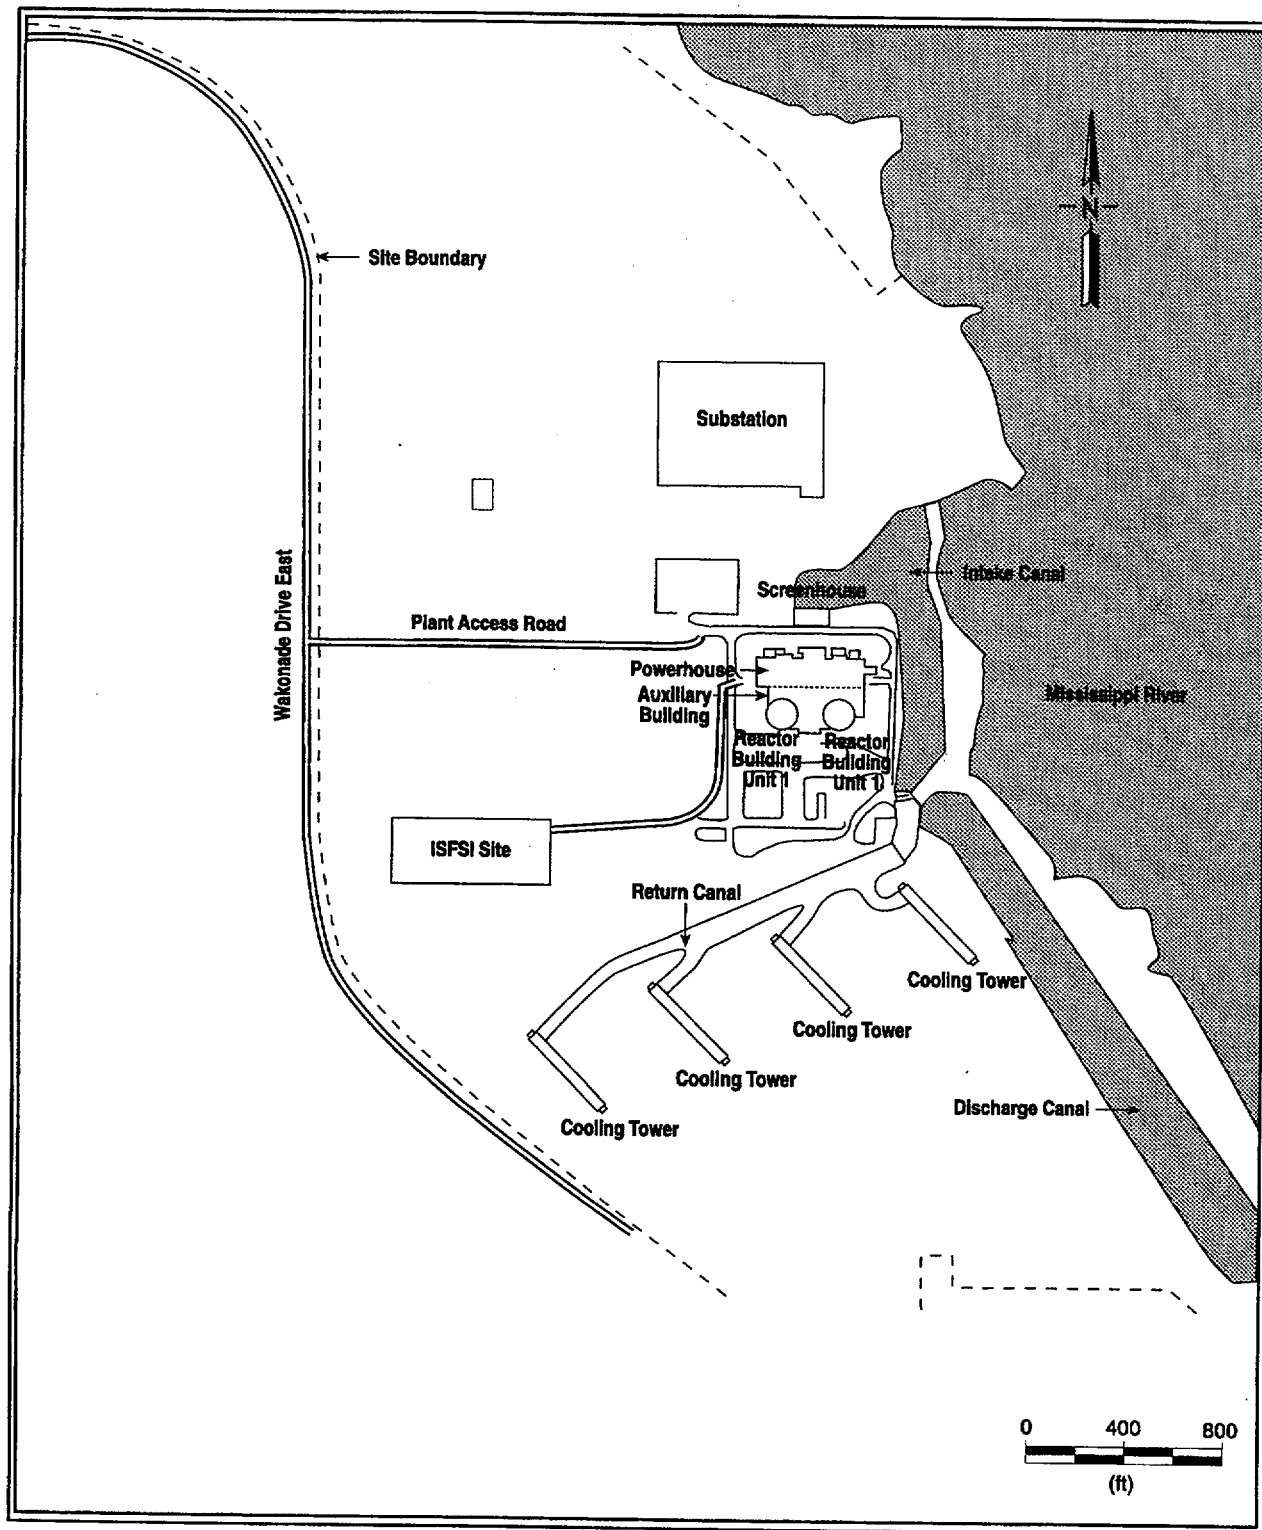 N
Site Boundary
Substation
Intake Canal
Screenhouse
Wakonade Drive East
Plant Access Road
Powerhouse
Auxiliary
Building
Mississippi River
Reactor
Building
Unit 1
Reactor
Building
Unit 1
ISFSI Site
Return Canal
Cooling Tower
Cooling Tower
Cooling Tower
Cooling Tower
Discharge Canal
0 400 800
(ft)